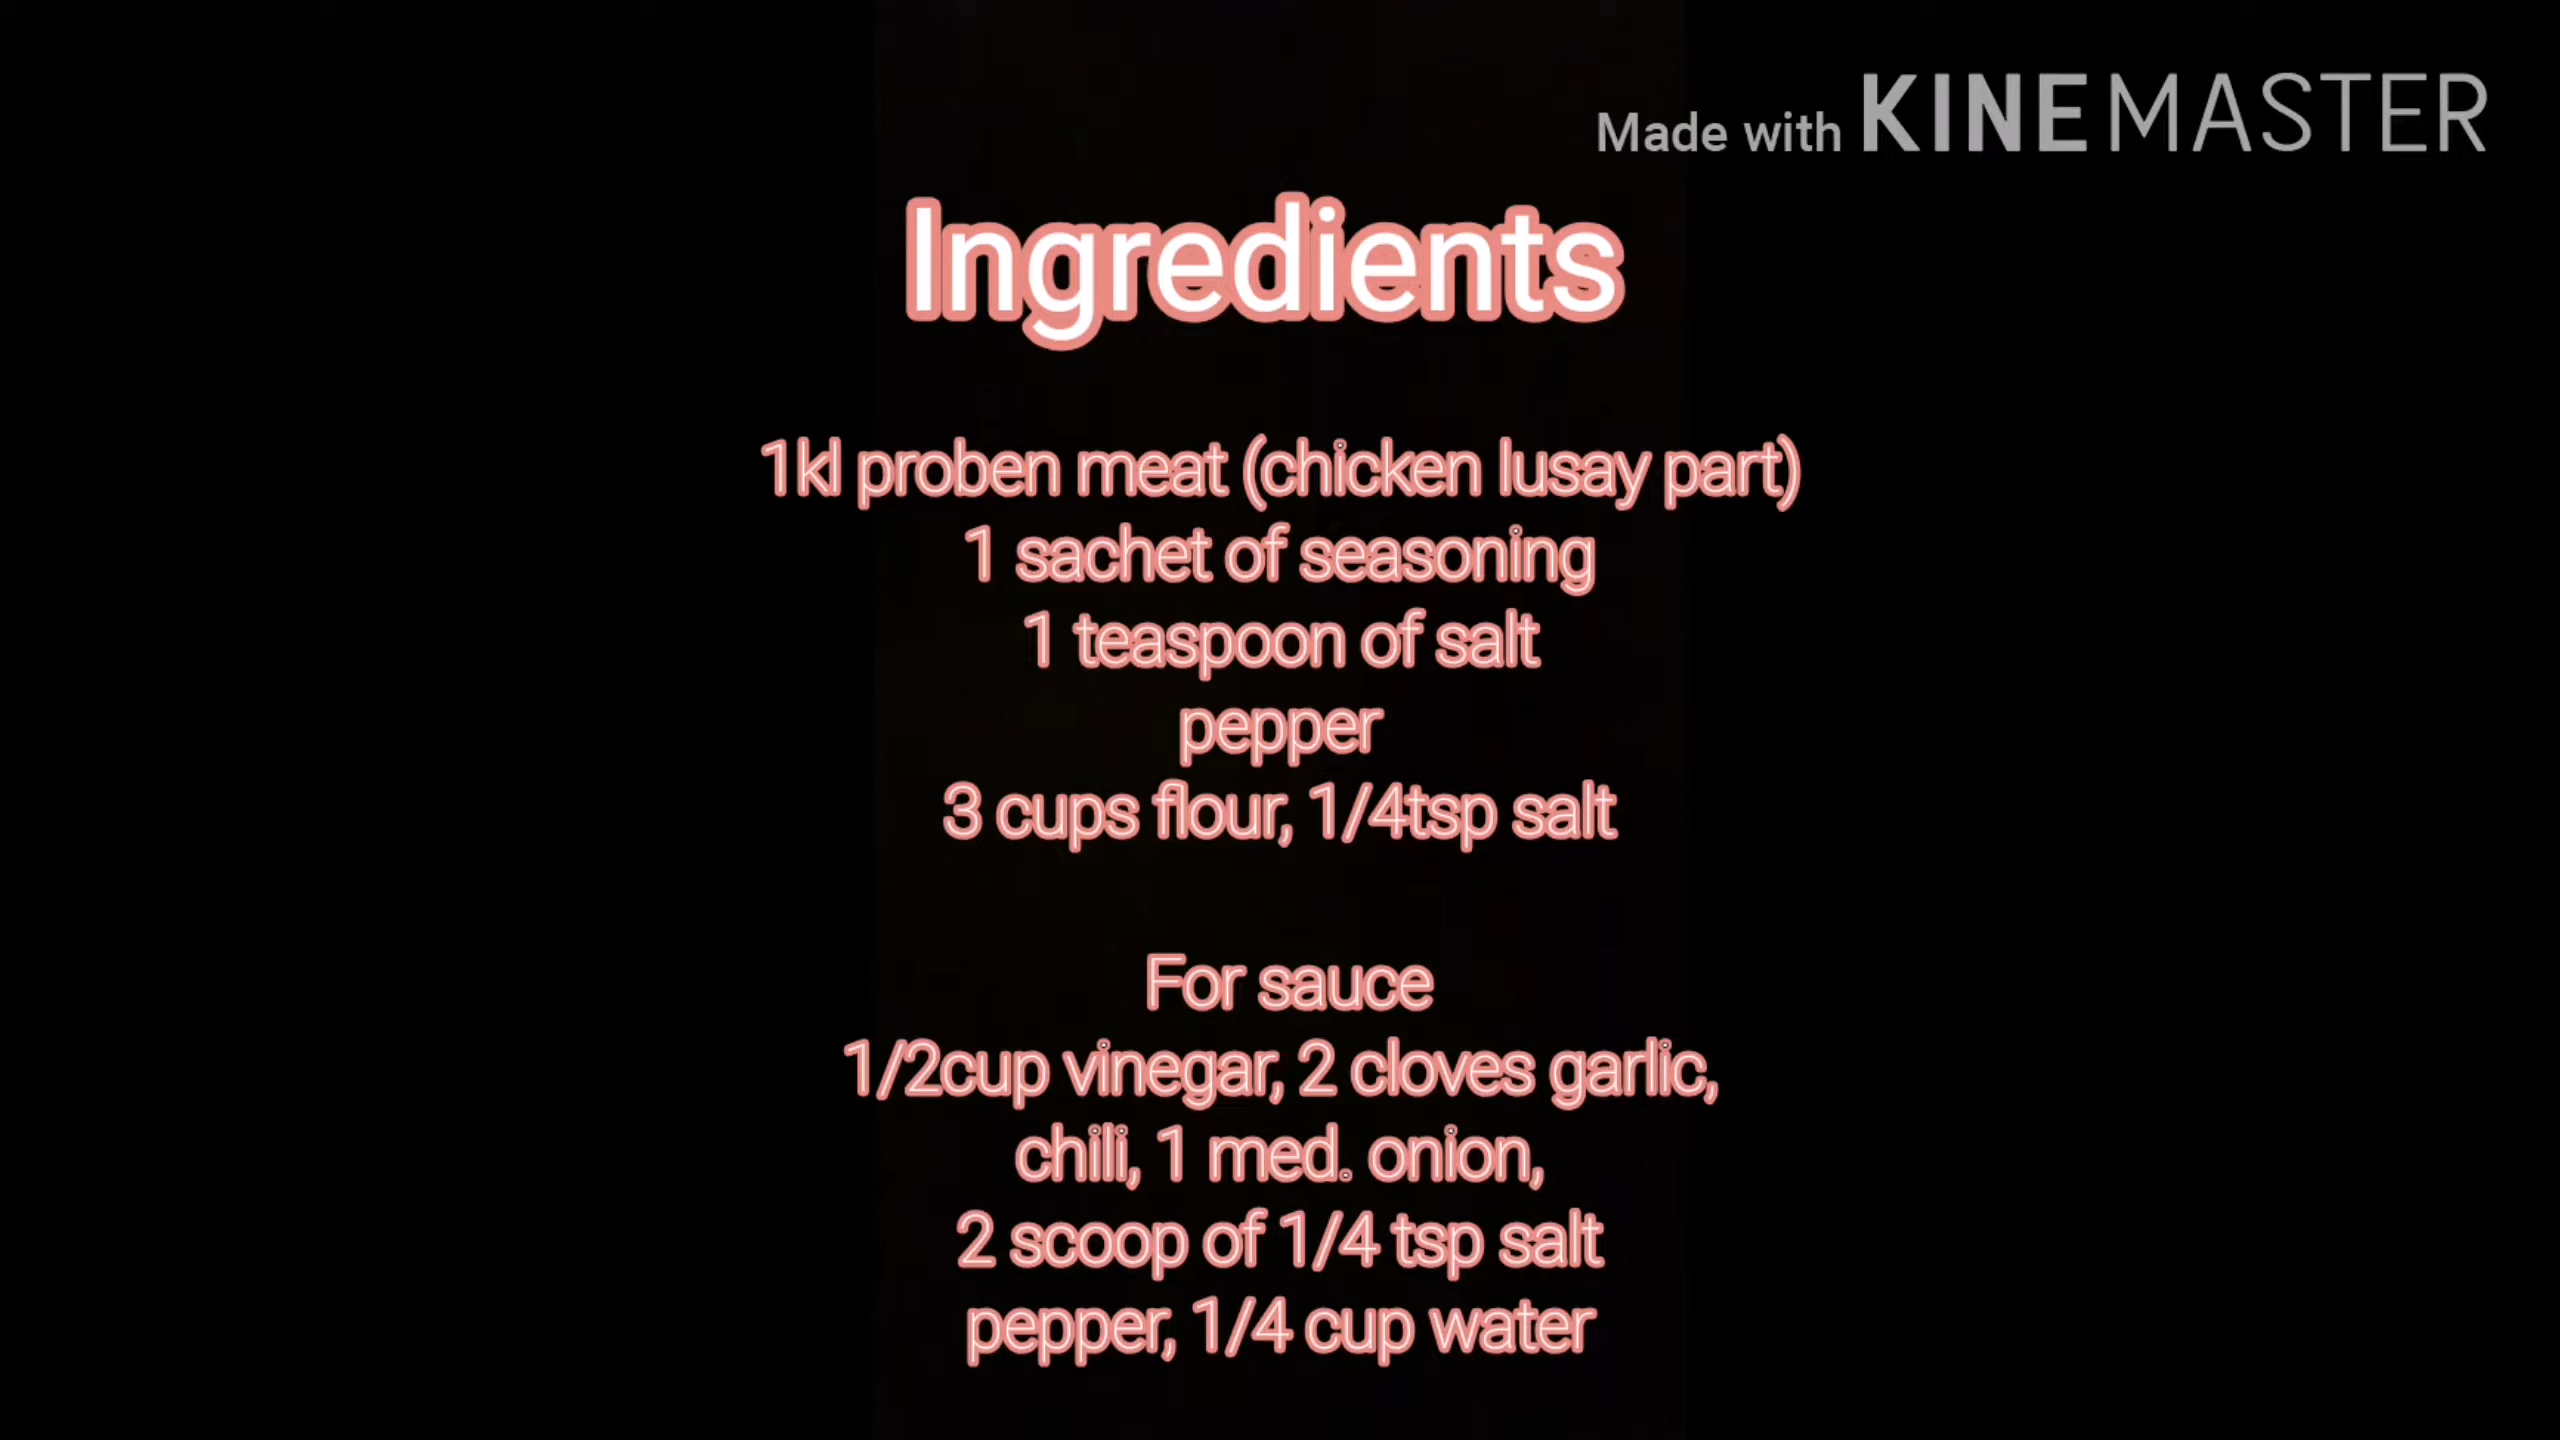 Made with KINEMASTER
Ingredients
1kl proben meat (chicken lusay part)
1 sachet of seasoning
1 teaspoon of salt
pepper
3 cups flour, 1/4tsp salt
For sauce
1/2cup vinegar, 2 cloves garlic,
chili, 1 med. onion,
2 scoop of 1/4 tsp salt
pepper, 1/4 cup water